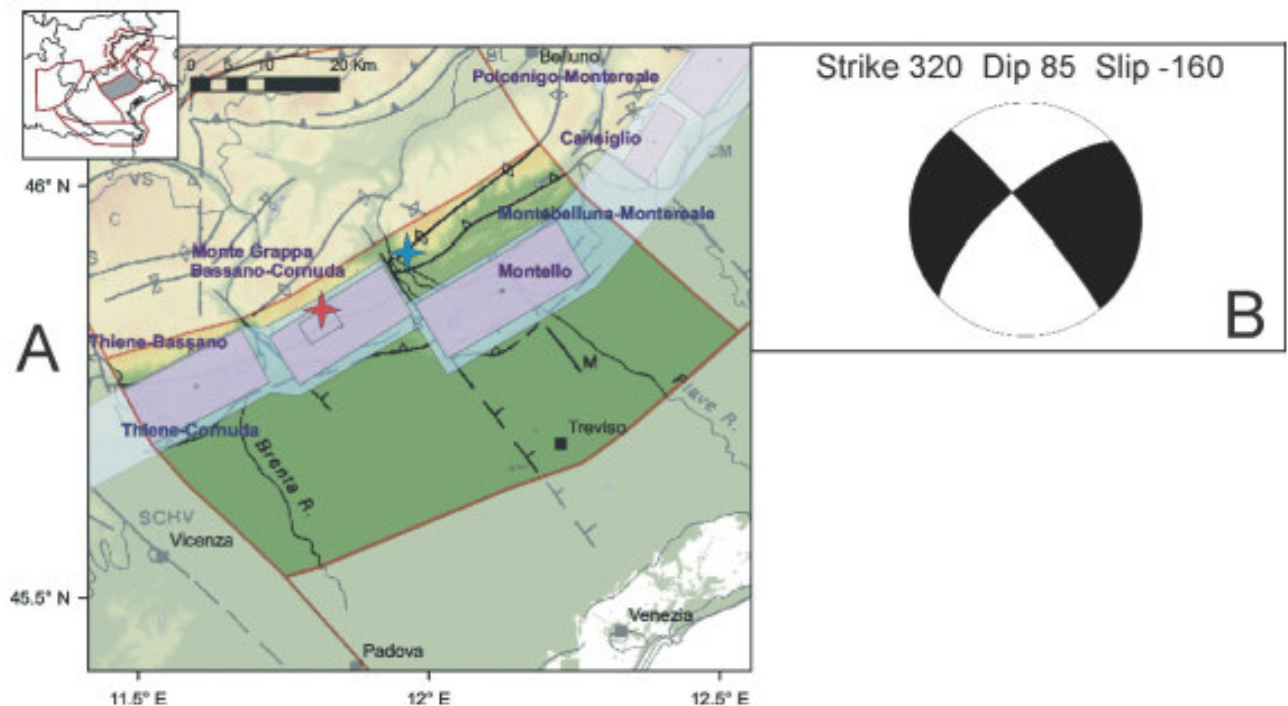 Strike 320 Dip 85 Slip -160
BL
Belluno
0 5 10 20 Km
Polcenigo-Montereale
Cansiglio
VS
CM
46° N
C
Montebelluna-Montereale
Monte Grappa
Bassano-Cornuda
Montello
S
B
A
Thiene-Bassano
M
Piave R.
Thiene-Cornuda
Treviso
Brenta R.
SCHV
Vicenza
45.5° N
Venezia
Padova
11.5° E
12° E
12.5° E